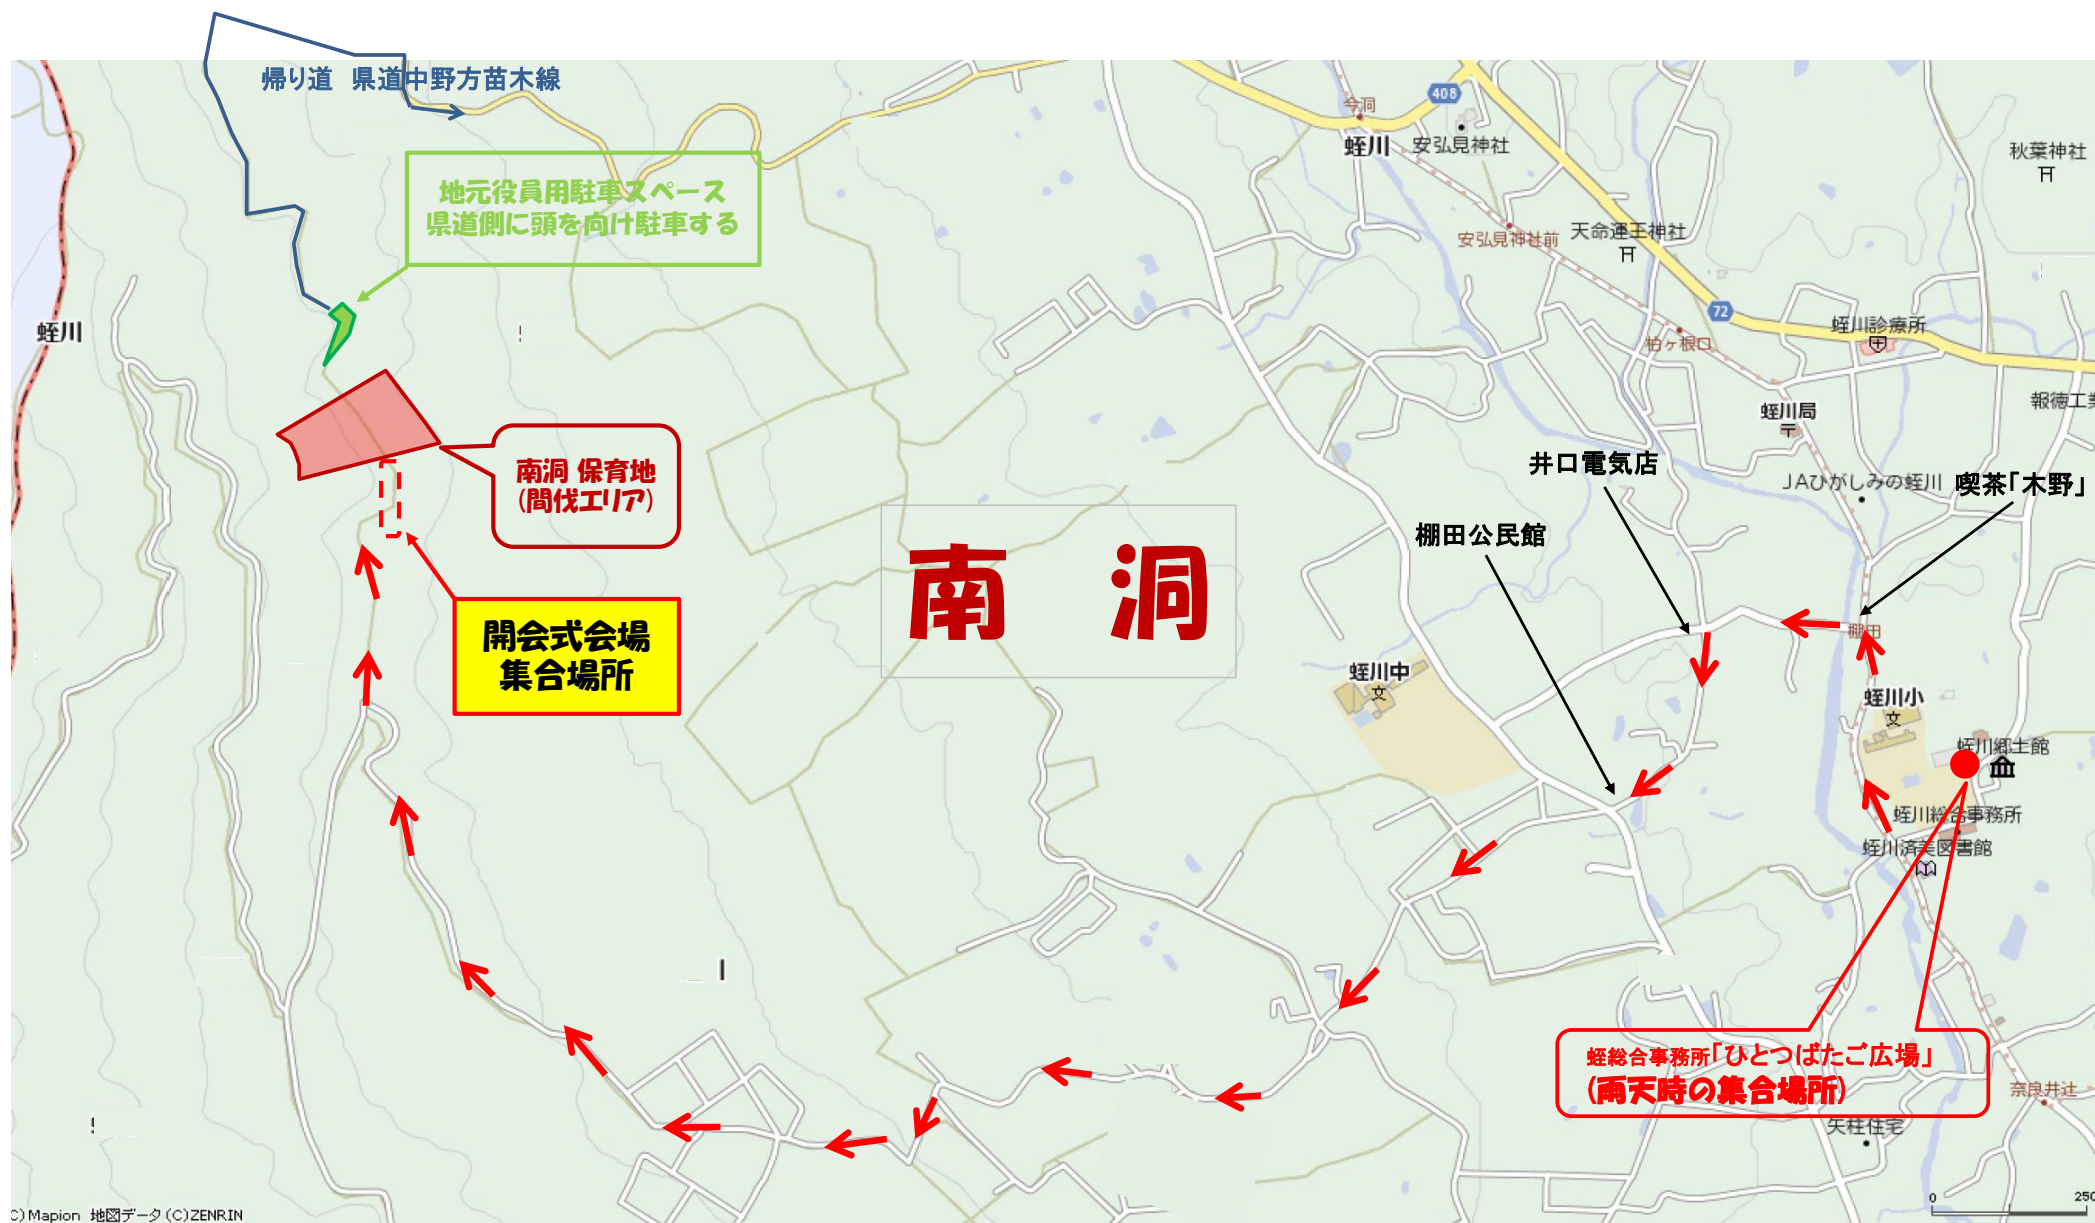 帰り道 県道中野方苗木線
地元役員用駐車スペース
県道側に頭を向け駐車する
今洞
408
蛭川
安弘見神社
秋葉神社
安弘見神社前
天命運王神社
72
蛭川診療所
柏ヶ根口
蛭川
報徳工業
蛭川局
井口電気店
JAひがしみの蛭川
喫茶「木野」
南洞 保育地
(間伐エリア)
棚田公民館
南 洞
開会式会場
集合場所
棚田
蛭川中
蛭川小
蛭川郷土館
蛭川総合事務所
蛭川済美図書館
蛭総合事務所「ひとつばたご広場」
(雨天時の集合場所)
奈良井辻
矢柱住宅
0 250
C) Mapion 地図データ (C)ZENRIN